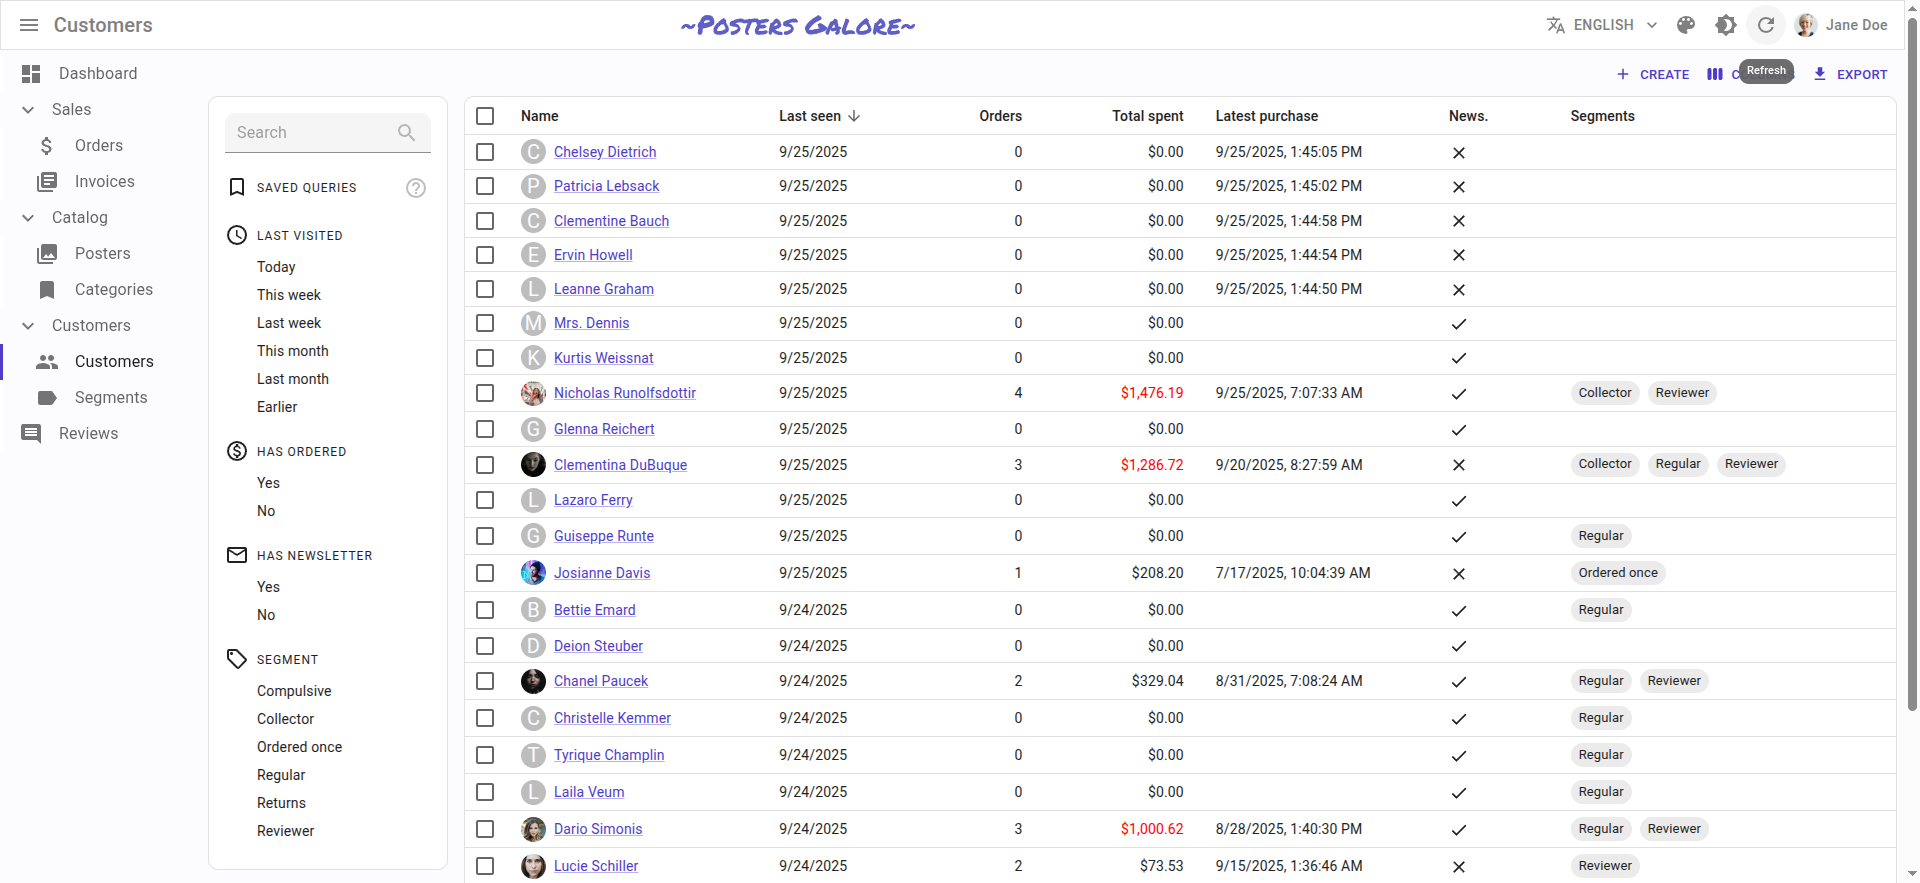 Customers
~Posters Galore~
ENGLISH
Jane Doe
Dashboard
Sales
Orders
Invoices
Catalog
Posters
Categories
Customers
Customers
Segments
Reviews
CREATE
Refresh
EXPORT
Search
SAVED QUERIES
LAST VISITED
Today
This week
Last week
This month
Last month
Earlier
HAS ORDERED
Yes
No
HAS NEWSLETTER
Yes
No
SEGMENT
Compulsive
Collector
Ordered once
Regular
Returns
Reviewer
Name Last seen Orders Total spent Latest purchase News. Segments
C Chelsey Dietrich 9/25/2025 0 $0.00 9/25/2025, 1:45:05 PM
P Patricia Lebsack 9/25/2025 0 $0.00 9/25/2025, 1:45:02 PM
C Clementine Bauch 9/25/2025 0 $0.00 9/25/2025, 1:44:58 PM
E Ervin Howell 9/25/2025 0 $0.00 9/25/2025, 1:44:54 PM
L Leanne Graham 9/25/2025 0 $0.00 9/25/2025, 1:44:50 PM
M Mrs. Dennis 9/25/2025 0 $0.00
K Kurtis Weissnat 9/25/2025 0 $0.00
Nicholas Runolfsdottir 9/25/2025 4 $1,476.19 9/25/2025, 7:07:33 AM Collector Reviewer
G Glenna Reichert 9/25/2025 0 $0.00
Clementina DuBuque 9/25/2025 3 $1,286.72 9/20/2025, 8:27:59 AM Collector Regular Reviewer
L Lazaro Ferry 9/25/2025 0 $0.00
G Guiseppe Runte 9/25/2025 0 $0.00 Regular
Josianne Davis 9/25/2025 1 $208.20 7/17/2025, 10:04:39 AM Ordered once
B Bettie Emard 9/24/2025 0 $0.00 Regular
D Deion Steuber 9/24/2025 0 $0.00
Chanel Paucek 9/24/2025 2 $329.04 8/31/2025, 7:08:24 AM Regular Reviewer
C Christelle Kemmer 9/24/2025 0 $0.00 Regular
T Tyrique Champlin 9/24/2025 0 $0.00 Regular
L Laila Veum 9/24/2025 0 $0.00 Regular
Dario Simonis 9/24/2025 3 $1,000.62 8/28/2025, 1:40:30 PM Regular Reviewer
Lucie Schiller 9/24/2025 2 $73.53 9/15/2025, 1:36:46 AM Reviewer